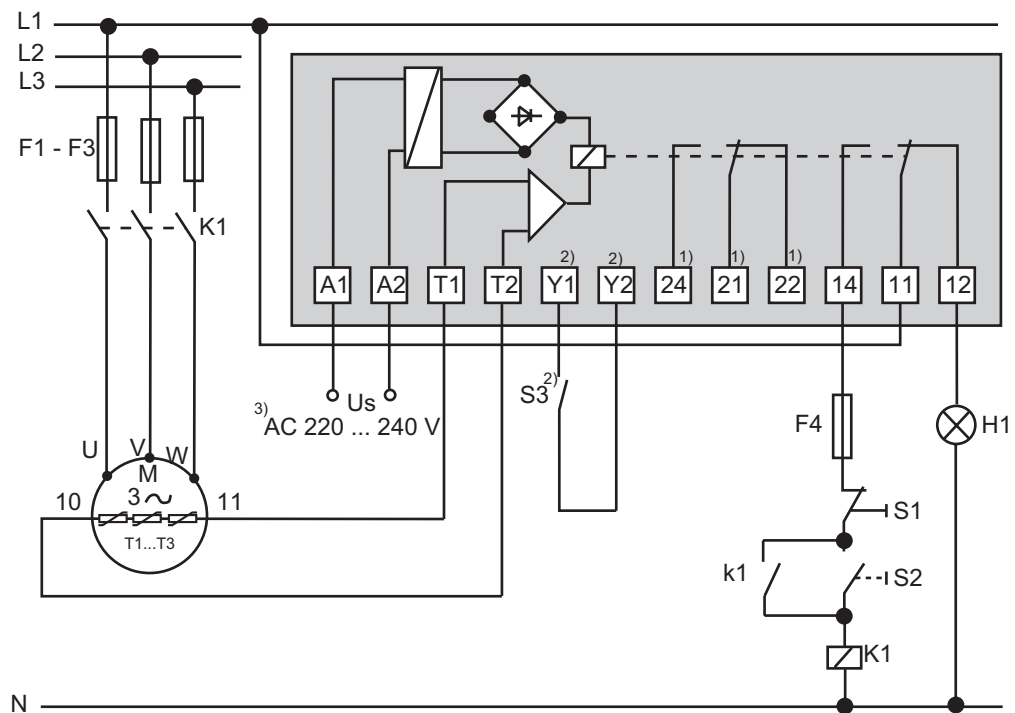 L1
L2
L3
F1 - F3
K1
2) 2) 1) 1) 1)
A1 A2 T1 T2 Y1 Y2 24 21 22 14 11 12
S3 2)
Us
3) AC 220 ... 240 V
F4
H1
U V W
M
3
10 11
T1...T3
S1
k1
S2
K1
N